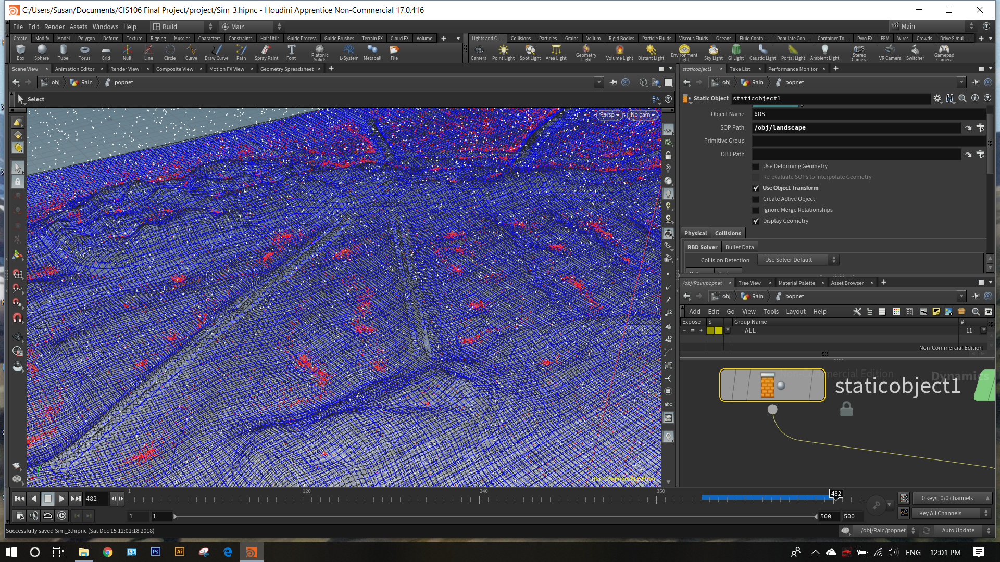 C:/Users/Susan/Documents/CIS106 Final Project/project/Sim_3.hipnc - Houdini Apprentice Non-Commercial 17.0.416
File Edit Render Assets Windows Help Build Main Main
Create Modify Model Polygon Deform Texture Rigging Muscles Characters Constraints Hair Utils Guide Process Guide Brushes Terrain FX Cloud FX Volume
Lights and C... Collisions Particles Grains Vellum Rigid Bodies Particle Fluids Viscous Fluids Oceans Fluid Contai... Populate Con... Container To... Pyro FX FEM Wires Crowds Drive Simul...
Box Sphere Tube Torus Grid Null Line Circle Curve Draw Curve Path Spray Paint Font Platonic Solids L-System Metaball File
Camera Point Light Spot Light Area Light Geometry Light Volume Light Distant Light Environment Light Sky Light GI Light Caustic Light Portal Light Ambient Light Stereo Camera VR Camera Switcher Gamepad Camera
Scene View Animation Editor Render View Composite View Motion FX View Geometry Spreadsheet
obj Rain popnet
Select
Persp No cam
12
12
abc
Non-Commercial Edition
staticobject1 Take List Performance Monitor
obj Rain popnet
Static Object staticobject1
Object Name $OS
SOP Path /obj/landscape
Primitive Group
OBJ Path
Use Deforming Geometry
Re-evaluate SOPs to Interpolate Geometry
Use Object Transform
Create Active Object
Ignore Merge Relationships
Display Geometry
Physical Collisions
RBD Solver Bullet Data
Collision Detection Use Solver Default
/obj/Rain/popnet Tree View Material Palette Asset Browser
obj Rain popnet
Add Edit Go View Tools Layout Help
Expose S Group Name #
ALL 11
Non-Commercial Edition
Non-Commercial Edition
Dynamics
staticobject1
482 1 120 240 360 482
0 keys, 0/0 channels
1 1 500 500 Key All Channels
Successfully saved Sim_3.hipnc (Sat Dec 15 12:01:18 2018) /obj/Rain/popnet Auto Update
Ps Ai ENG 12:01 PM